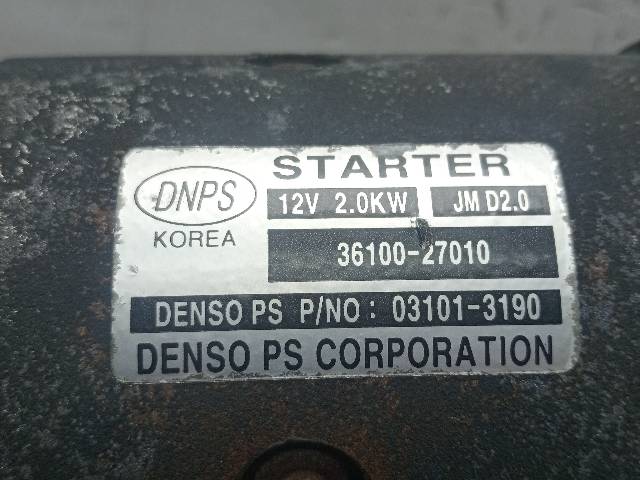 DNPS
KOREA
STARTER
12V 2.0KW JM D2.0
36100-27010
DENSO PS P/NO: 03101-3190
DENSO PS CORPORATION